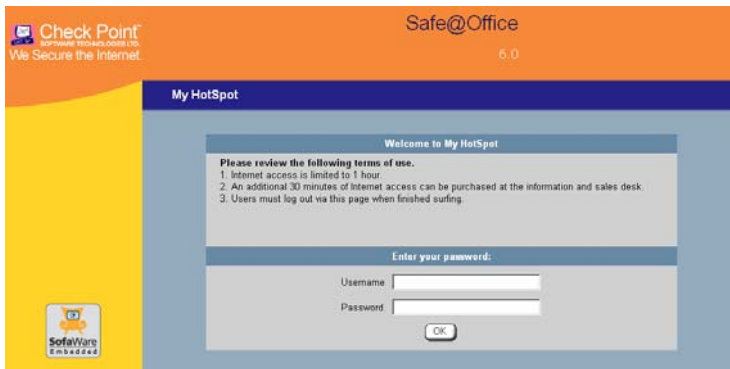 Check Point
SOFTWARE TECHNOLOGIES LTD.
We Secure the Internet.
Safe@Office
6.0
My HotSpot
Welcome to My HotSpot
Please review the following terms of use.
1. Internet access is limited to 1 hour.
2. An additional 30 minutes of Internet access can be purchased at the information and sales desk.
3. Users must log out via this page when finished surfing.
Enter your password:
Username
Password
OK
SofaWare
Embedded